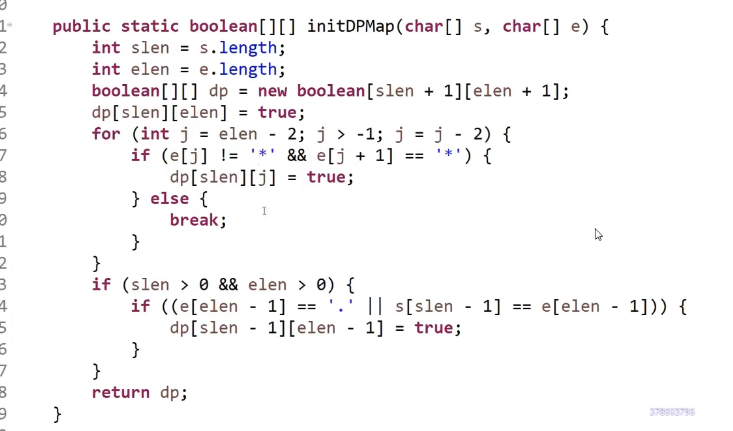 0
1 public static boolean[][] initDPMap(char[] s, char[] e) {
2 int slen = s.length;
3 int elen = e.length;
4 boolean[][] dp = new boolean[slen + 1][elen + 1];
5 dp[slen][elen] = true;
6 for (int j = elen - 2; j > -1; j = j - 2) {
7 if (e[j] != '*' && e[j + 1] == '*') {
8 dp[slen][j] = true;
9 } else {
0 break;
1 }
2 }
3 if (slen > 0 && elen > 0) {
4 if ((e[elen - 1] == '.' || s[slen - 1] == e[elen - 1])) {
5 dp[slen - 1][elen - 1] = true;
6 }
7 }
8 return dp;
9 }